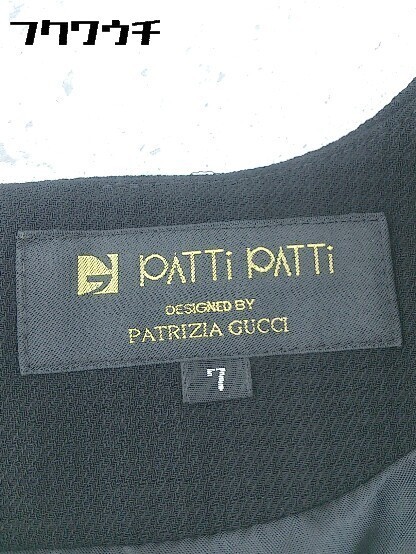 フクワウチ
PATTi PATTi
DESIGNED BY
PATRIZIA GUCCI
7